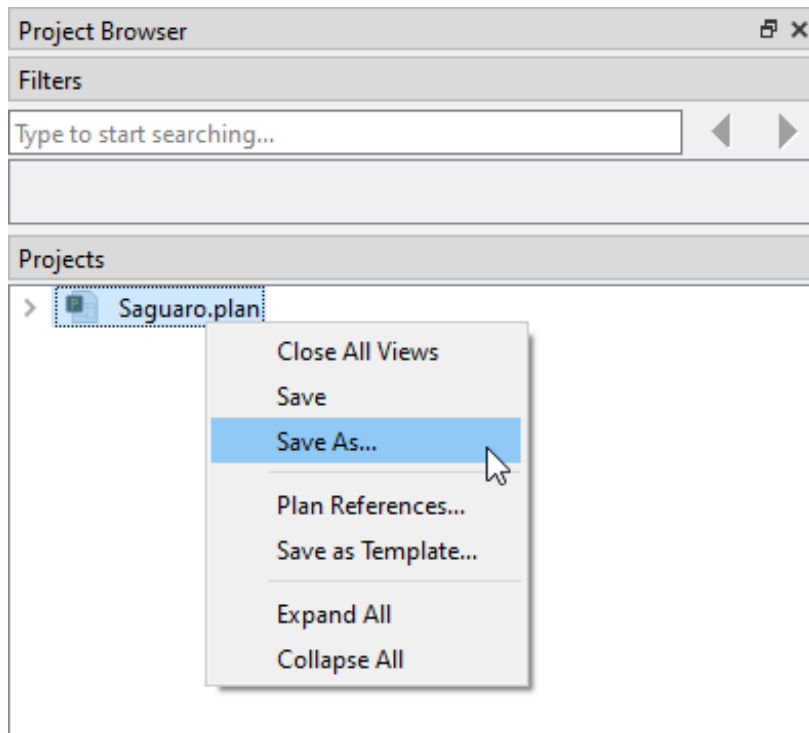 Project Browser
Filters
Type to start searching...
Projects
P Saguaro.plan
Close All Views
Save
Save As...
Plan References...
Save as Template...
Expand All
Collapse All